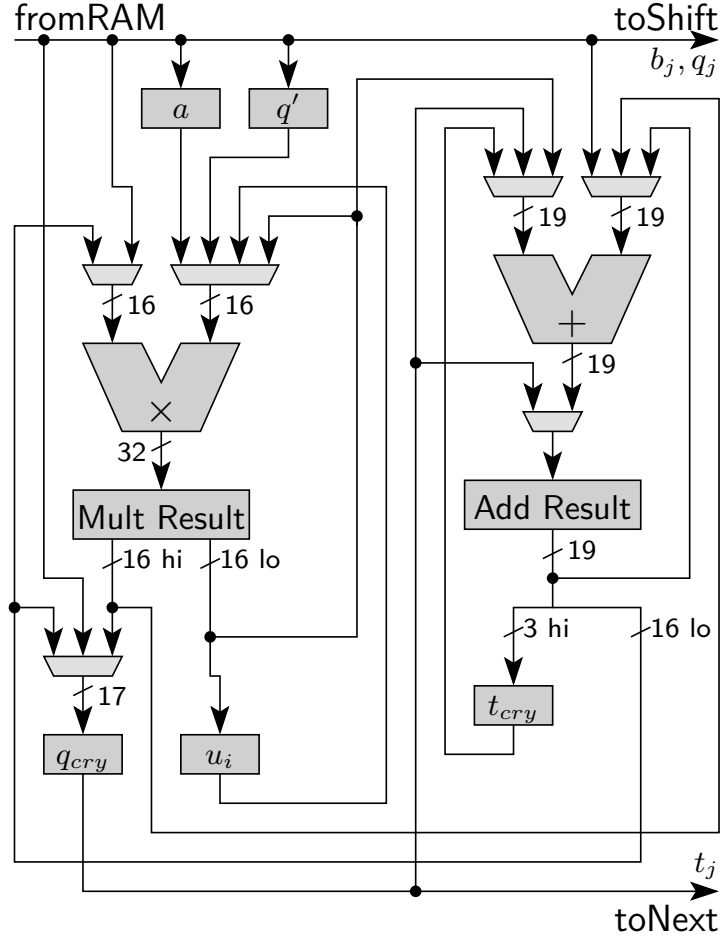 fromRAM toShift
b_j, q_j
a q′
19 19
16 16
+
19
×
32
Mult Result Add Result
19
16 hi 16 lo
3 hi 16 lo
17
t_cry
q_cry u_i
t_j
toNext